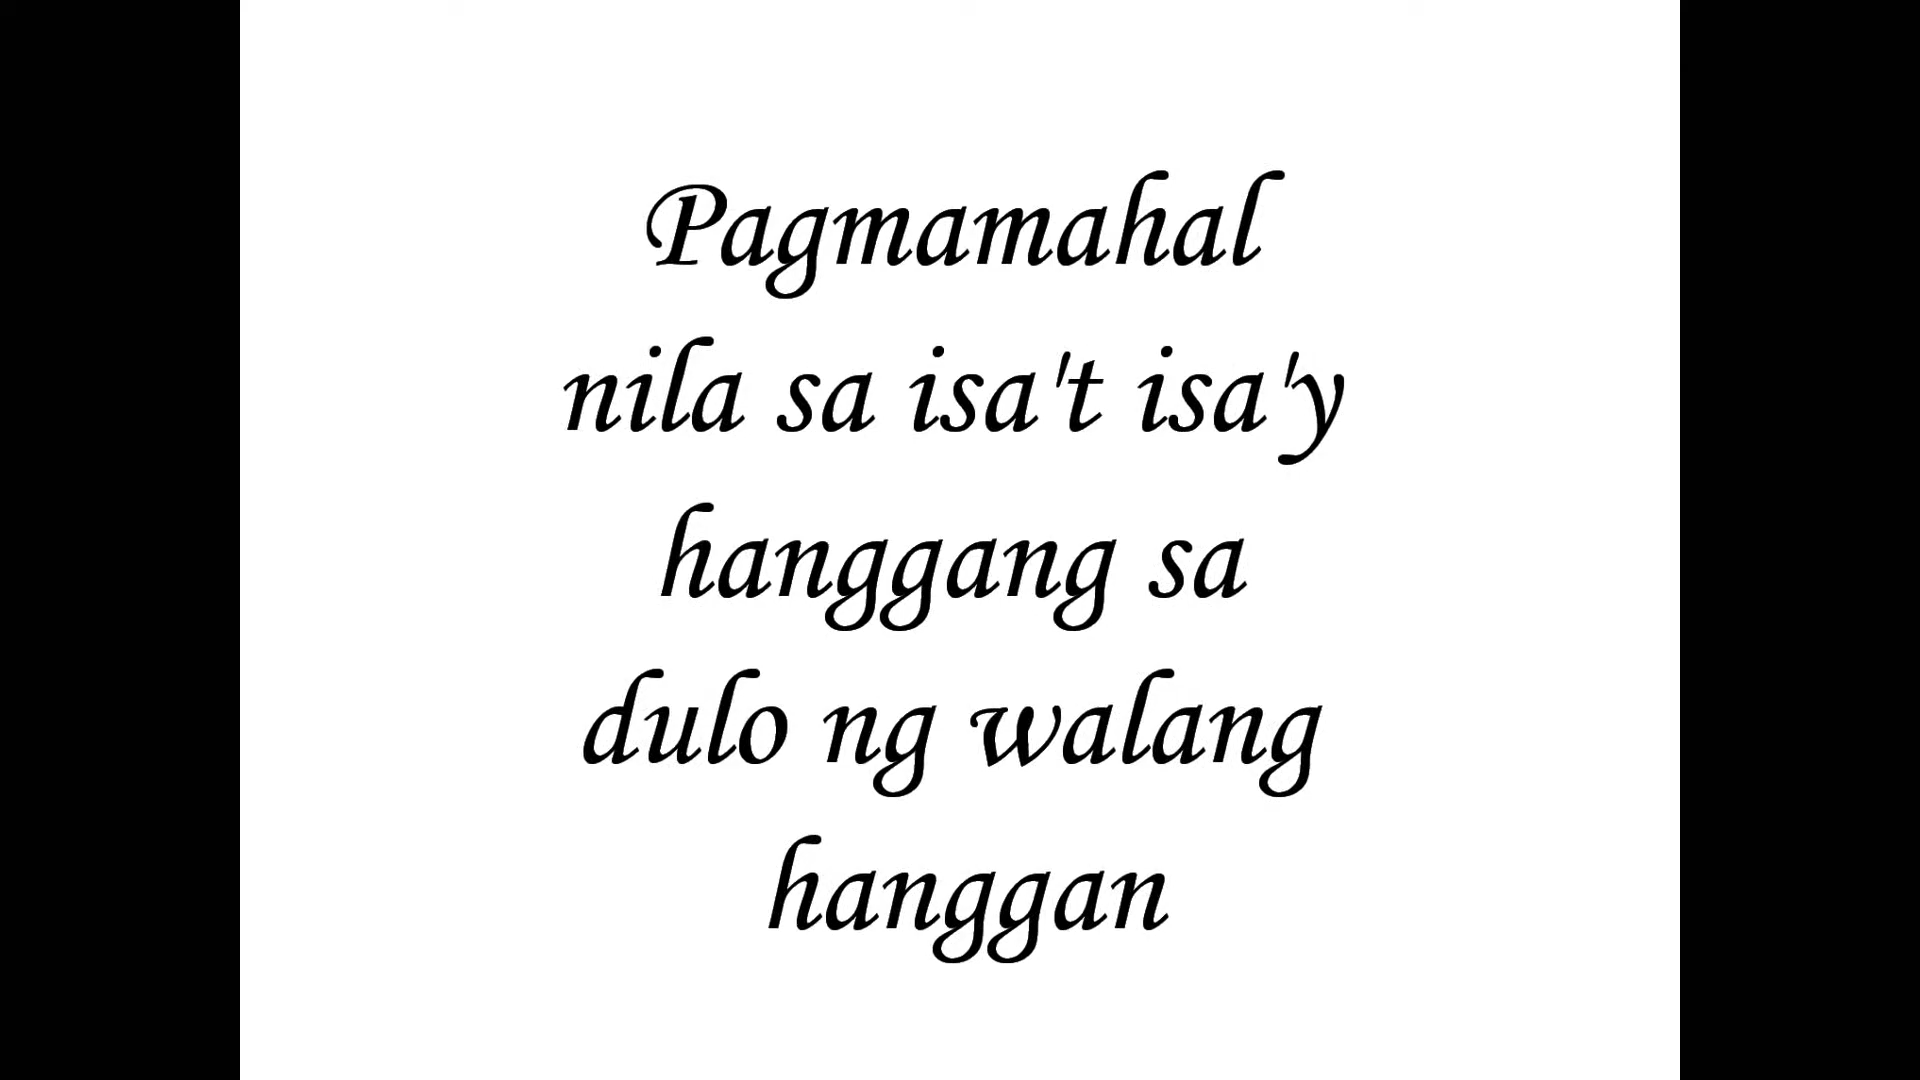 Pagmamahal
nila sa isa't isa'y
hanggang sa
dulo ng walang
hanggan